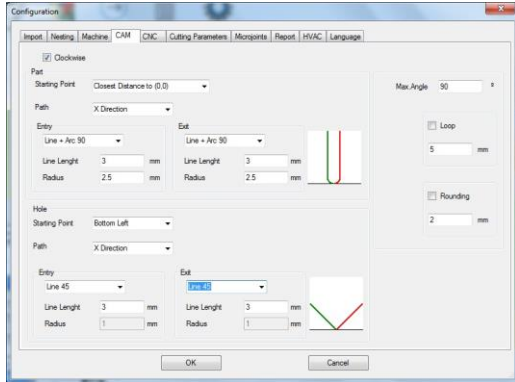 Configuration
Import Nesting Machine CAM CNC Cutting Parameters Microjoints Report HVAC Language
Clockwise
Part
Starting Point Closest Distance to (0,0)
Path X Direction
Entry
Line + Arc 90
Line Lenght 3 mm
Radius 2.5 mm
Exit
Line + Arc 90
Line Lenght 3 mm
Radius 2.5 mm
Hole
Starting Point Bottom Left
Path X Direction
Entry
Line 45
Line Lenght 3 mm
Radius 1 mm
Exit
Line 45
Line Lenght 3 mm
Radius 1 mm
Max.Angle 90 º
Loop
5 mm
Rounding
2 mm
OK Cancel